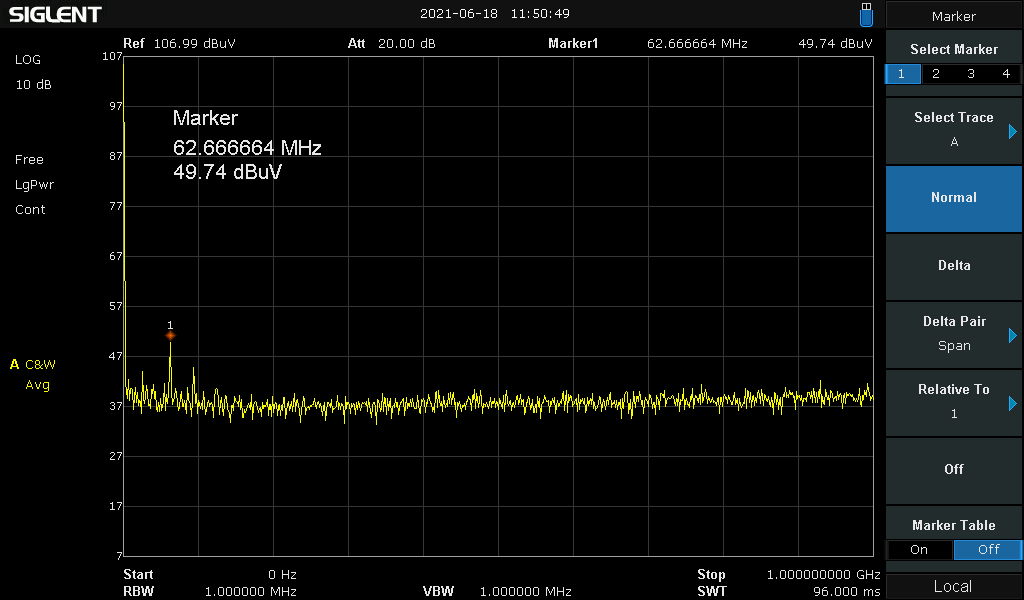 SIGLENT 2021-06-18 11:50:49 Marker
Ref 106.99 dBuV Att 20.00 dB Marker1 62.666664 MHz 49.74 dBuV
LOG
10 dB
Free
LgPwr
Cont
A C&W
Avg
107
97
87
77
67
57
47
37
27
17
7
Marker
62.666664 MHz
49.74 dBuV
1
Start 0 Hz Stop 1.000000000 GHz
RBW 1.000000 MHz VBW 1.000000 MHz SWT 96.000 ms
Select Marker
1 2 3 4
Select Trace
A
Normal
Delta
Delta Pair
Span
Relative To
1
Off
Marker Table
On Off
Local